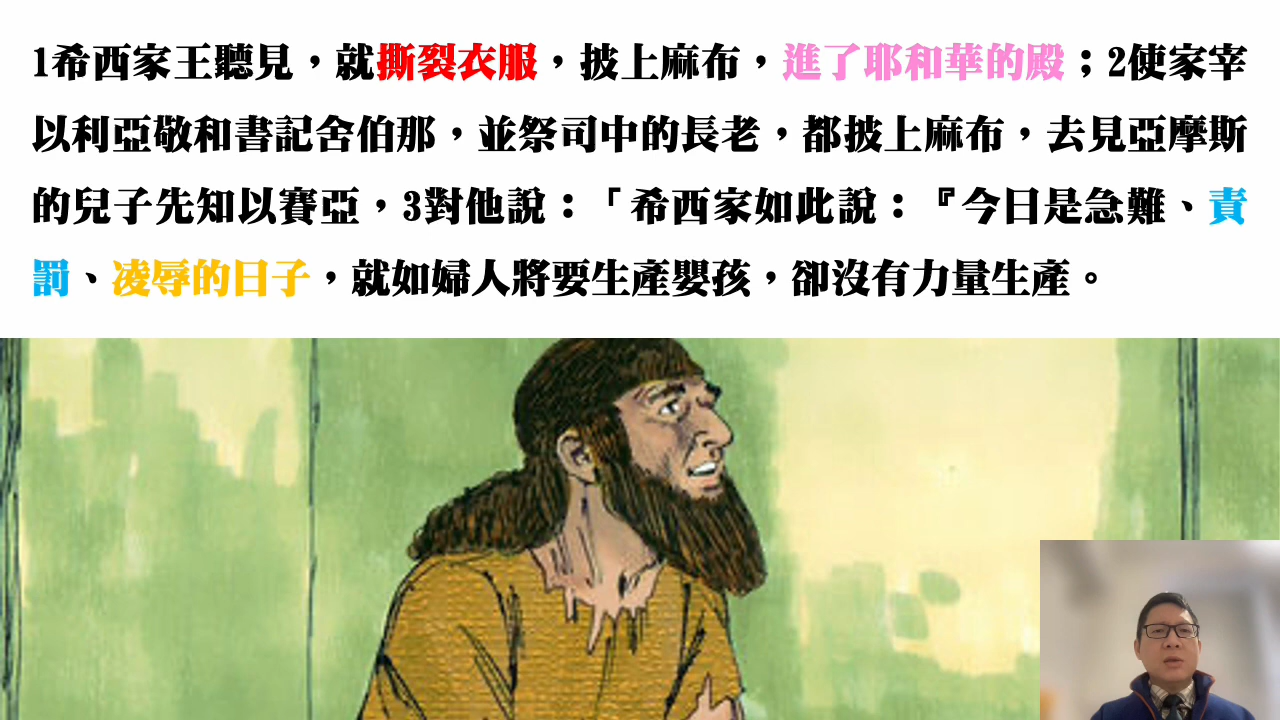 1希西家王聽見，就撕裂衣服，披上麻布，進了耶和華的殿；2使家宰
以利亞敬和書記舍伯那，並祭司中的長老，都披上麻布，去見亞摩斯
的兒子先知以賽亞，3對他說：「希西家如此說：『今日是急難、責
罰、凌辱的日子，就如婦人將要生產嬰孩，卻沒有力量生產。